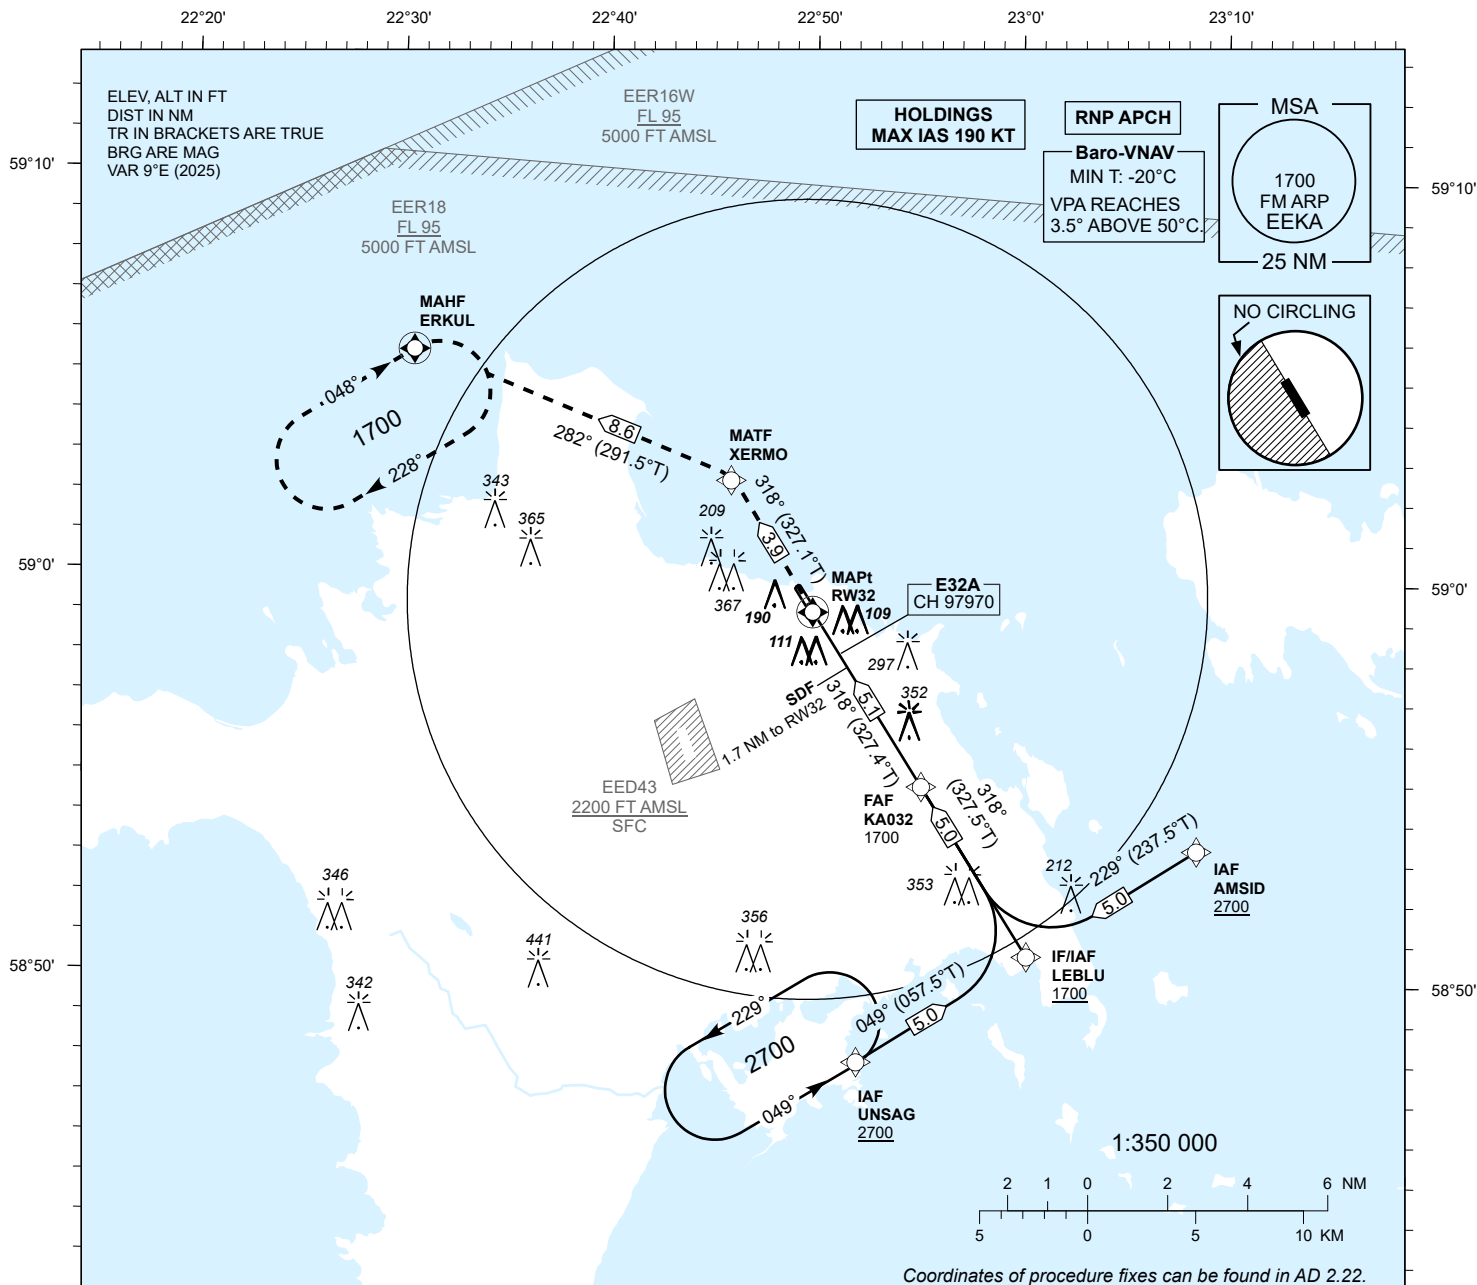 22°20'
22°30'
22°40'
22°50'
23°0'
23°10'
ELEV, ALT IN FT
DIST IN NM
TR IN BRACKETS ARE TRUE
BRG ARE MAG
VAR 9°E (2025)
EER16W
FL 95
5000 FT AMSL
HOLDINGS
MAX IAS 190 KT
RNP APCH
Baro-VNAV
MIN T: -20°C
VPA REACHES
3.5° ABOVE 50°C.
MSA
1700
FM ARP
EEKA
25 NM
59°10'
59°10'
EER18
FL 95
5000 FT AMSL
NO CIRCLING
MAHF
ERKUL
048°
1700
228°
8.6
282° (291.5°T)
MATF
XERMO
318° (327.1°T)
3.9
343
365
209
367
190
59°0'
59°0'
MAPt
RW32
E32A
CH 97970
109
111
297
352
SDF
1.7 NM to RW32
5.1
318° (327.4°T)
EED43
2200 FT AMSL
SFC
FAF
KA032
1700
318°
(327.5°T)
5.0
353
212
229° (237.5°T)
5.0
IAF
AMSID
2700
346
441
356
342
58°50'
58°50'
IF/IAF
LEBLU
1700
229°
2700
049°
049° (057.5°T)
5.0
IAF
UNSAG
2700
1:350 000
2 1 0 2 4 6 NM
5 0 5 10 KM
Coordinates of procedure fixes can be found in AD 2.22.